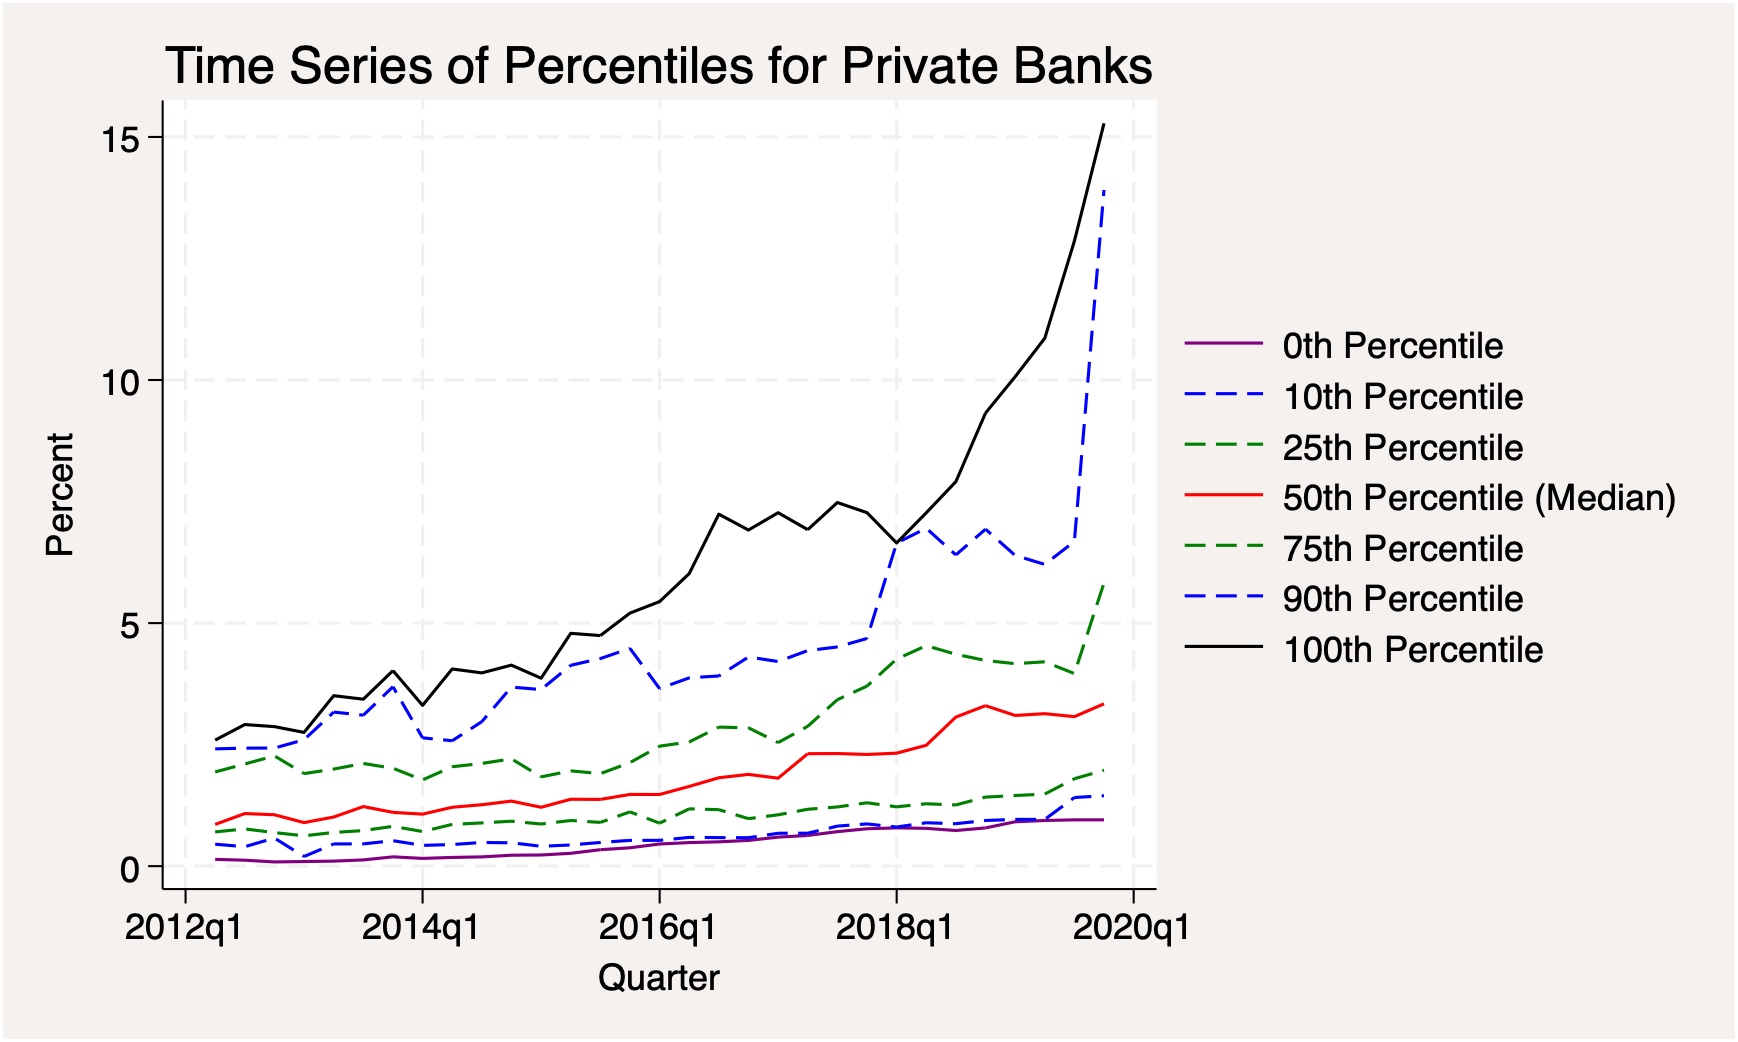 Time Series of Percentiles for Private Banks
15
10
5
0
Percent
2012q1 2014q1 2016q1 2018q1 2020q1
Quarter
0th Percentile
10th Percentile
25th Percentile
50th Percentile (Median)
75th Percentile
90th Percentile
100th Percentile